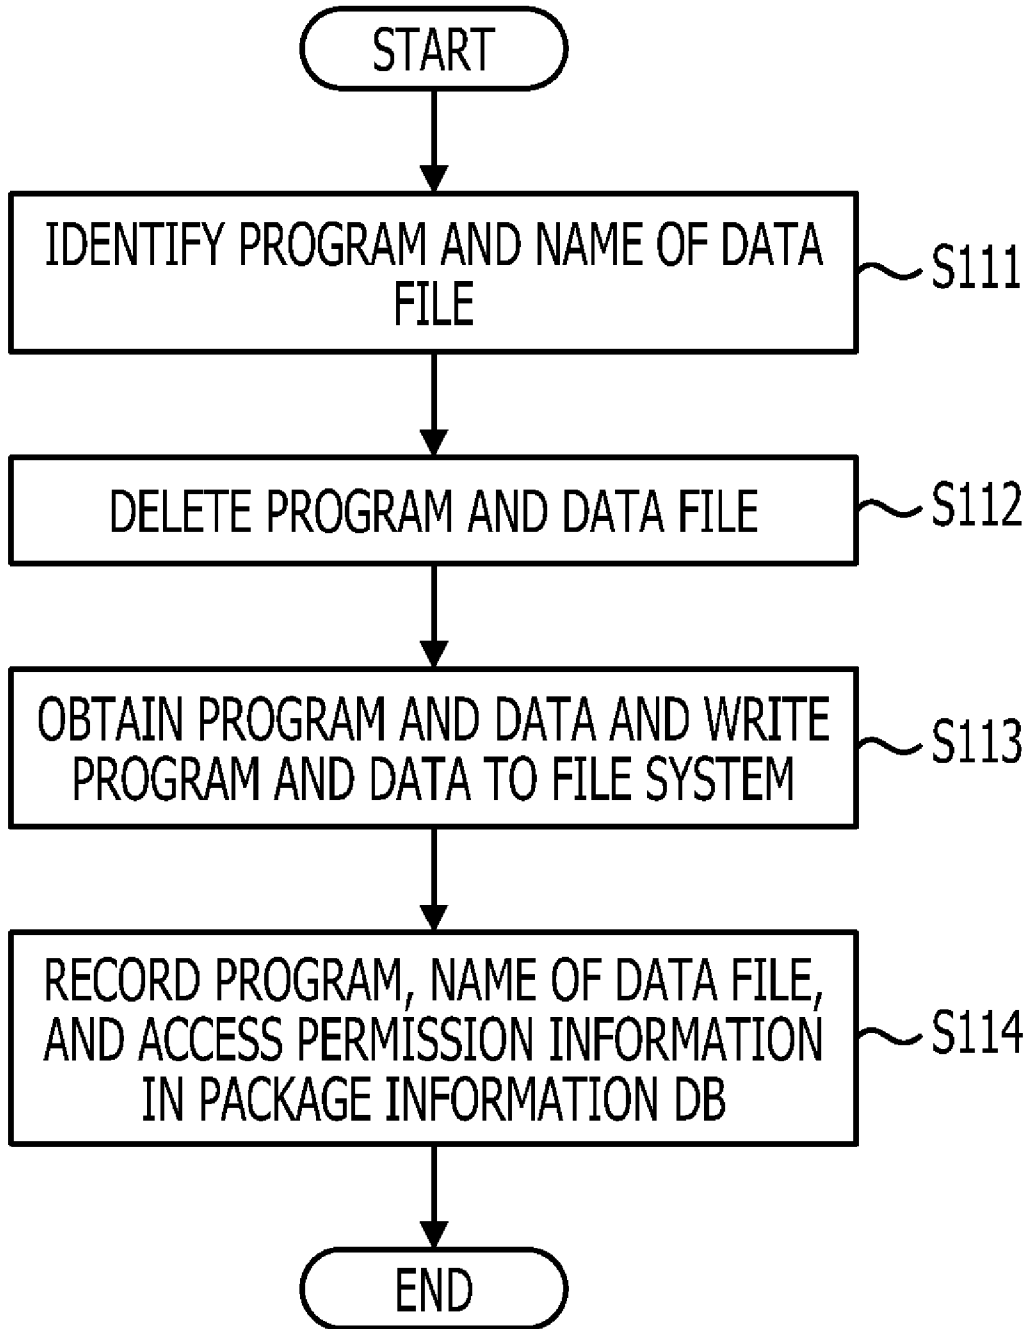 START
IDENTIFY PROGRAM AND NAME OF DATA
FILE
S111
DELETE PROGRAM AND DATA FILE
S112
OBTAIN PROGRAM AND DATA AND WRITE
PROGRAM AND DATA TO FILE SYSTEM
S113
RECORD PROGRAM, NAME OF DATA FILE,
AND ACCESS PERMISSION INFORMATION
IN PACKAGE INFORMATION DB
S114
END